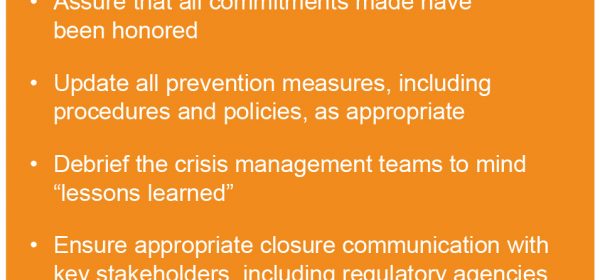 • Assure that all commitments made have
been honored
• Update all prevention measures, including
procedures and policies, as appropriate
• Debrief the crisis management teams to mind
“lessons learned”
• Ensure appropriate closure communication with
key stakeholders, including regulatory agencies